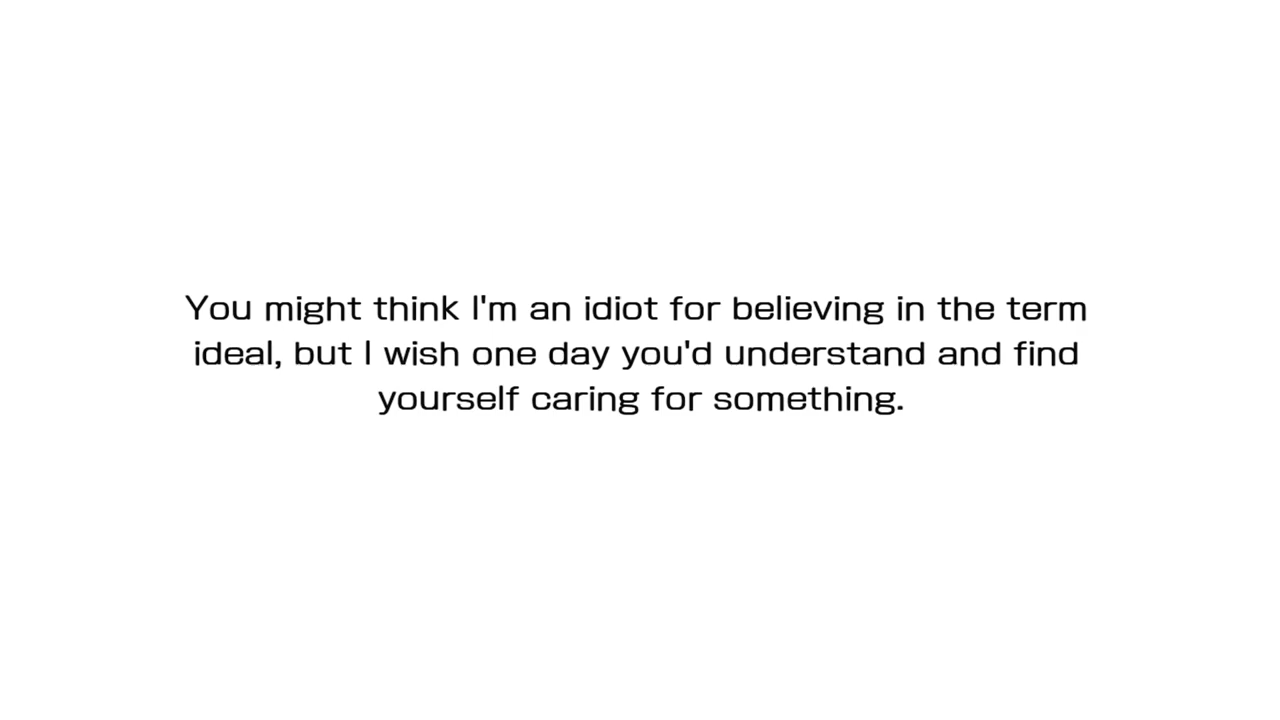 You might think I'm an idiot for believing in the term
ideal, but I wish one day you'd understand and find
yourself caring for something.